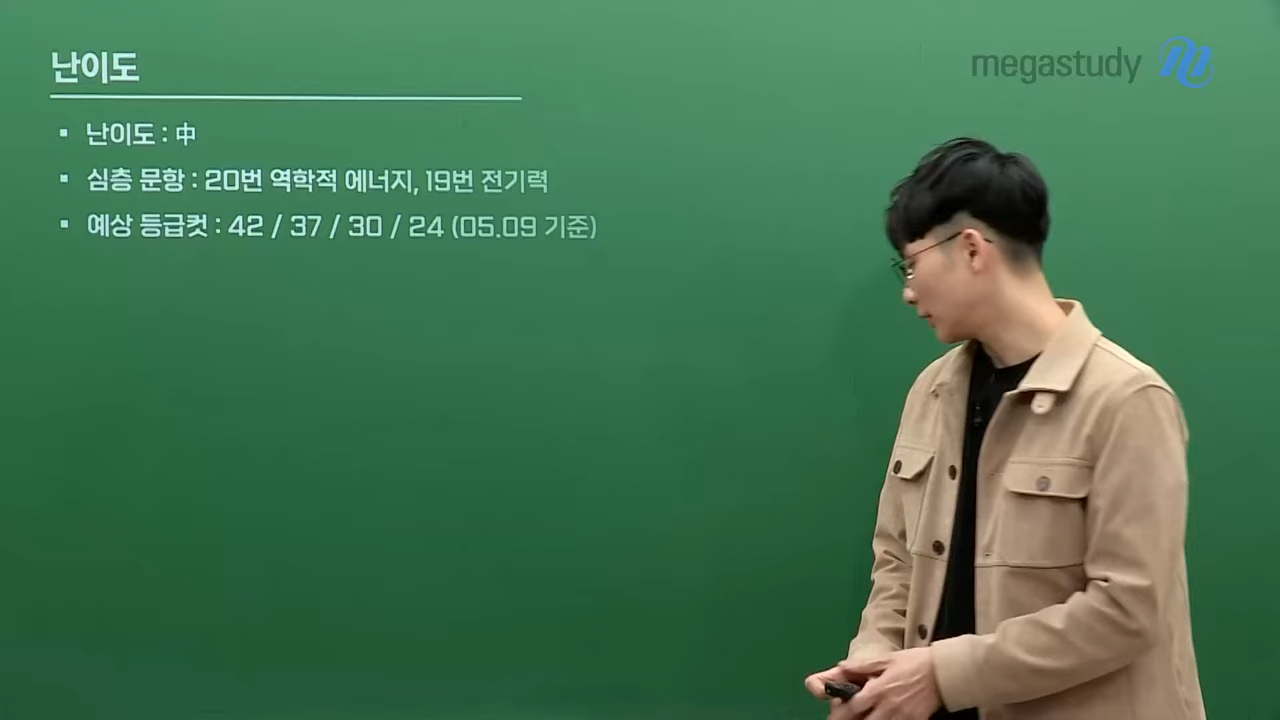 난이도
megastudy
▪ 난이도 : 中
▪ 심층 문항 : 20번 역학적 에너지, 19번 전기력
▪ 예상 등급컷 : 42 / 37 / 30 / 24 (05.09 기준)